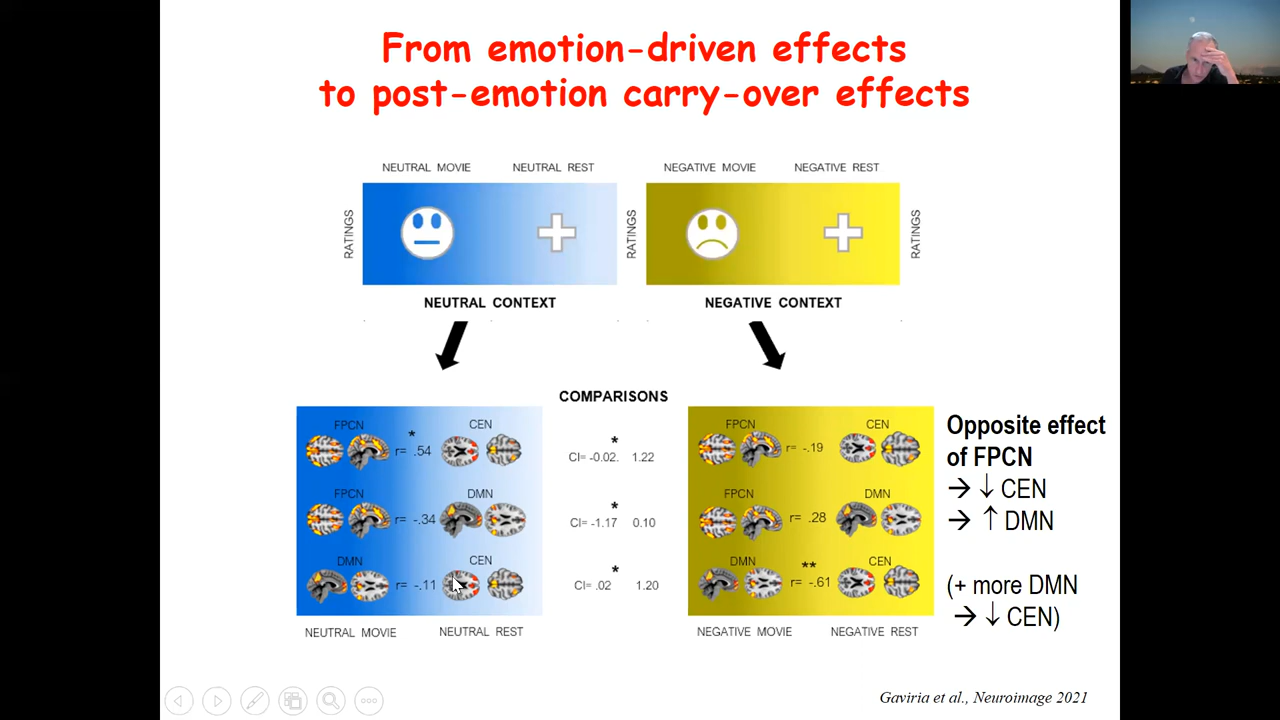 From emotion-driven effects
to post-emotion carry-over effects
NEUTRAL MOVIE NEUTRAL REST NEGATIVE MOVIE NEGATIVE REST
RATINGS RATINGS RATINGS
NEUTRAL CONTEXT NEGATIVE CONTEXT
COMPARISONS
FPCN CEN
* r= .54
FPCN DMN
r= -.34
DMN CEN
r= -.11
NEUTRAL MOVIE NEUTRAL REST
*
CI= -0.02. 1.22
*
CI= -1.17 0.10
*
CI= .02 1.20
FPCN CEN
r= -.19
FPCN DMN
r= .28
DMN CEN
** r= -.61
NEGATIVE MOVIE NEGATIVE REST
Opposite effect
of FPCN
→ ↓ CEN
→ ↑ DMN
(+ more DMN
→ ↓ CEN)
Gaviria et al., Neuroimage 2021